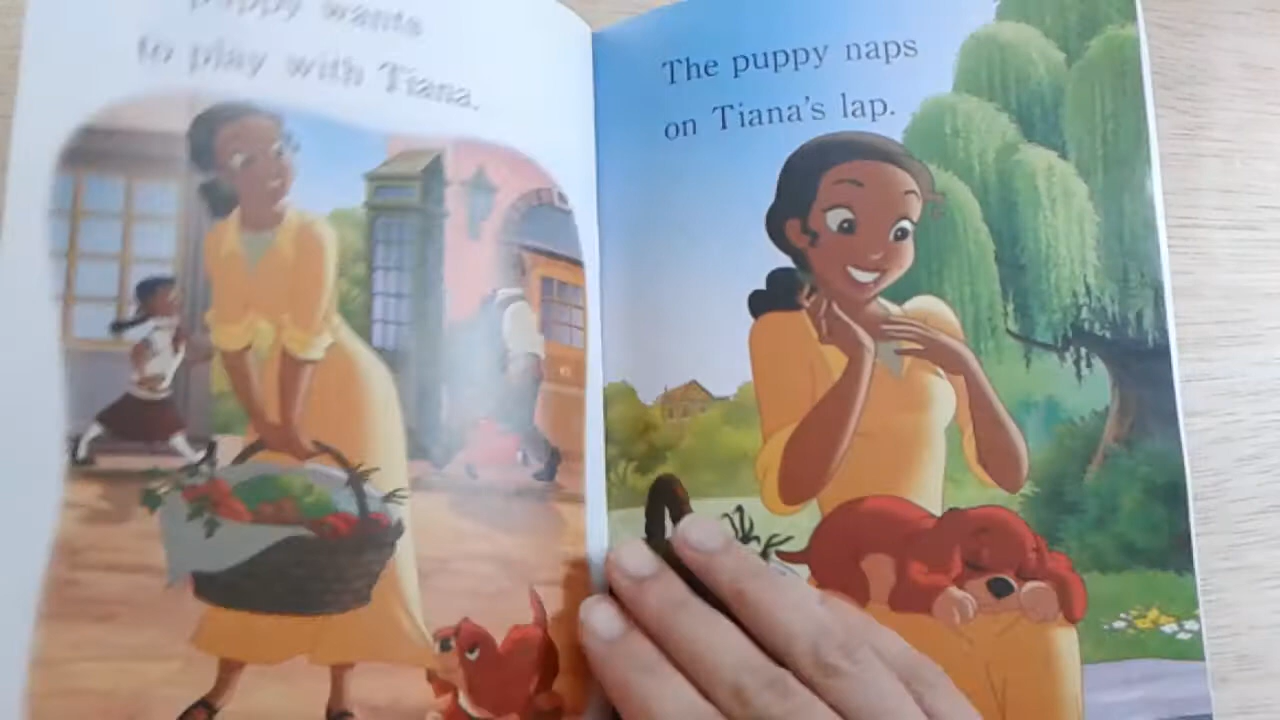 puppy wants
to play with Tiana.
The puppy naps
on Tiana's lap.